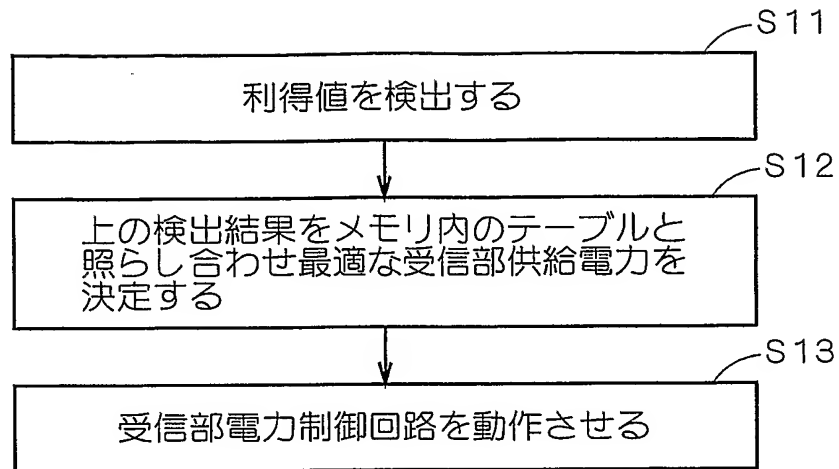 S11
利得値を検出する
S12
上の検出結果をメモリ内のテーブルと
照らし合わせ最適な受信部供給電力を
決定する
S13
受信部電力制御回路を動作させる